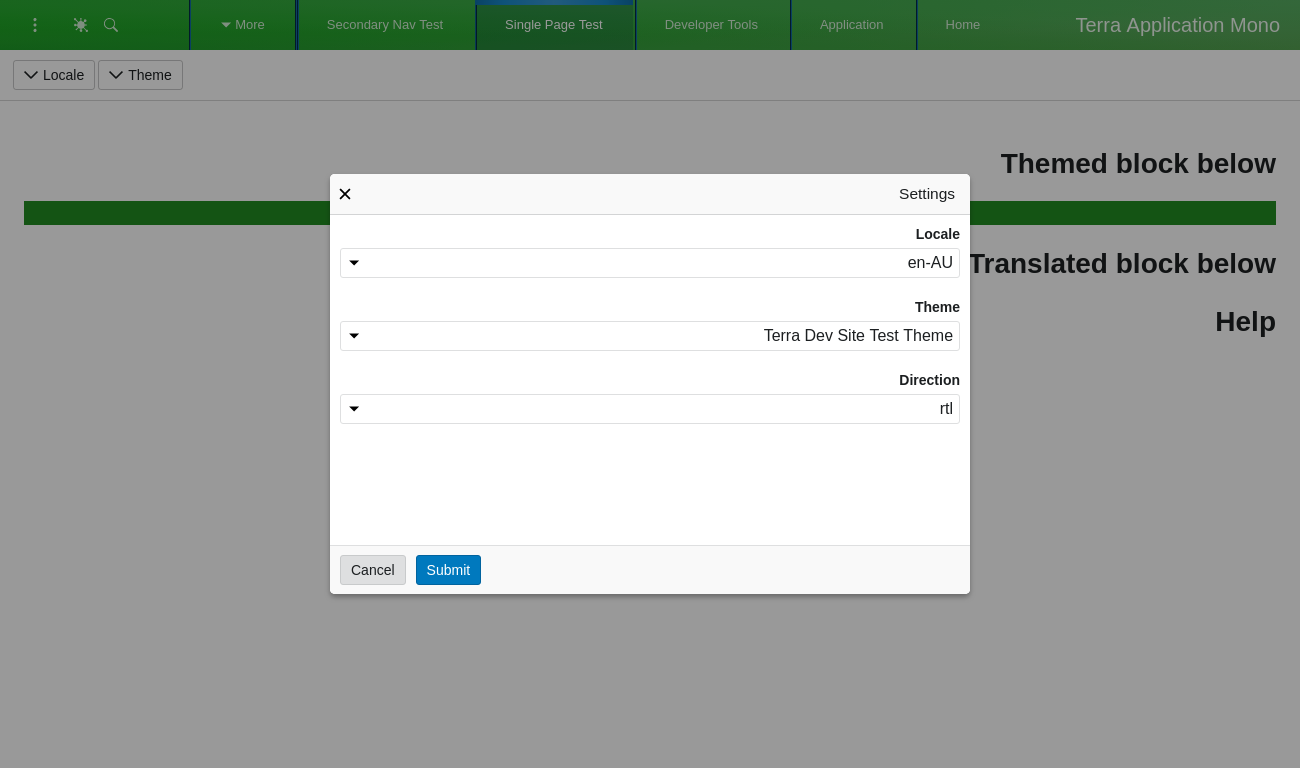 Terra Application Mono
Home
Application
Developer Tools
Single Page Test
Secondary Nav Test
More
Locale
Theme
Themed block below
Translated block below
Help
Settings
Locale
en-AU
Theme
Terra Dev Site Test Theme
Direction
rtl
Cancel
Submit